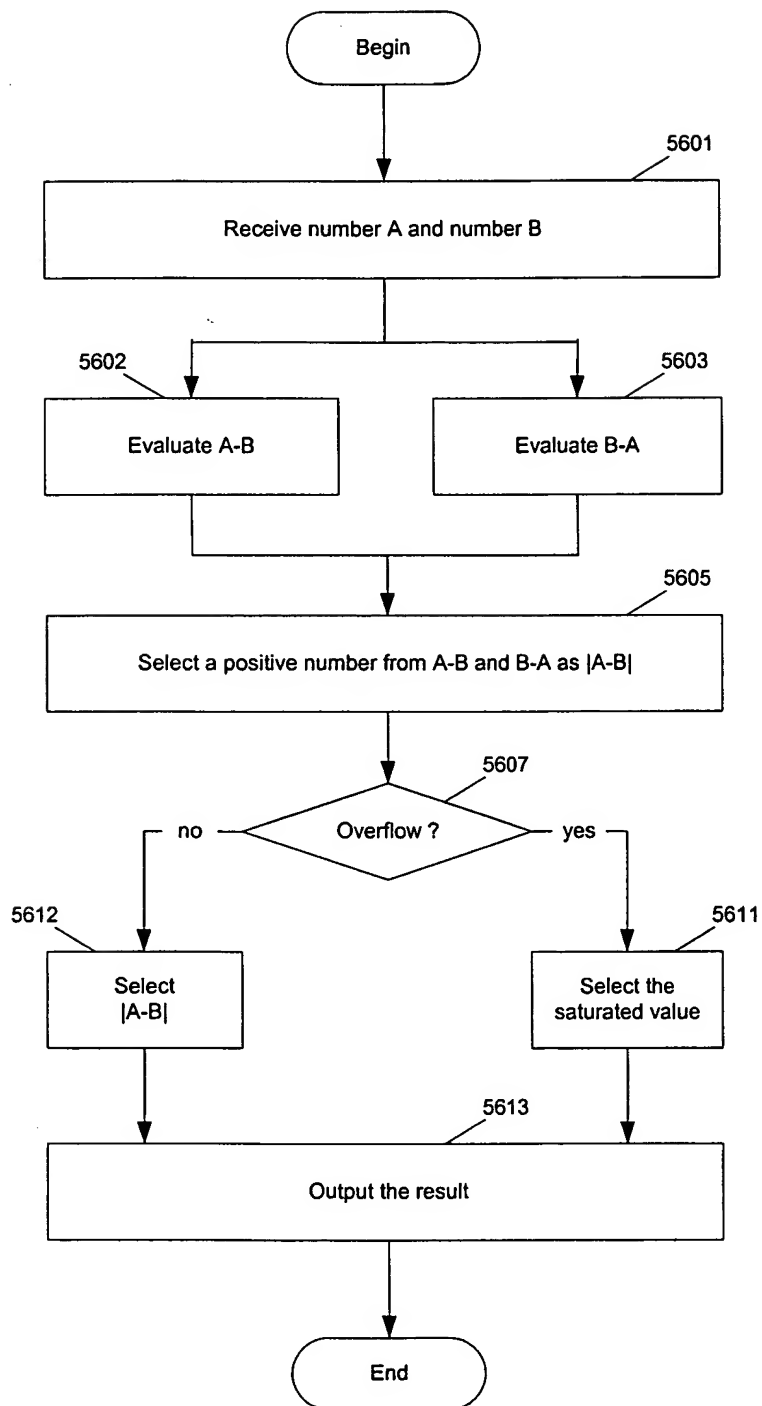 Begin
5601
Receive number A and number B
5602
5603
Evaluate A-B
Evaluate B-A
5605
Select a positive number from A-B and B-A as |A-B|
5607
no
Overflow ?
yes
5612
5611
Select
|A-B|
Select the
saturated value
5613
Output the result
End